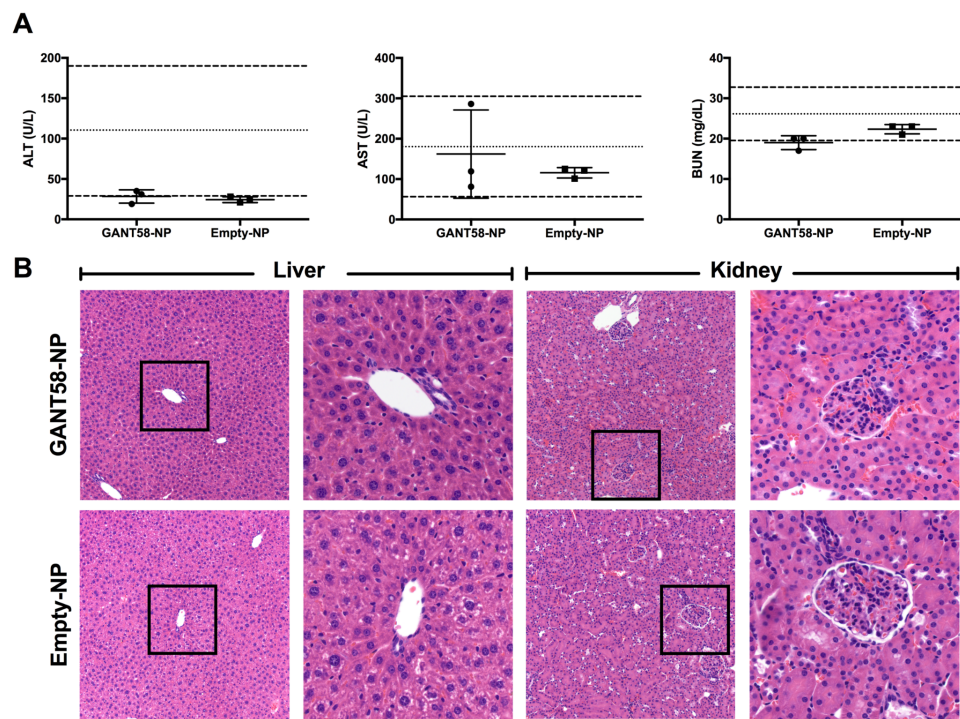 A
ALT (U/L)
200
150
100
50
0
GANT58-NP
Empty-NP
AST (U/L)
400
300
200
100
0
GANT58-NP
Empty-NP
BUN (mg/dL)
40
30
20
10
0
GANT58-NP
Empty-NP
B
Liver
Kidney
GANT58-NP
Empty-NP